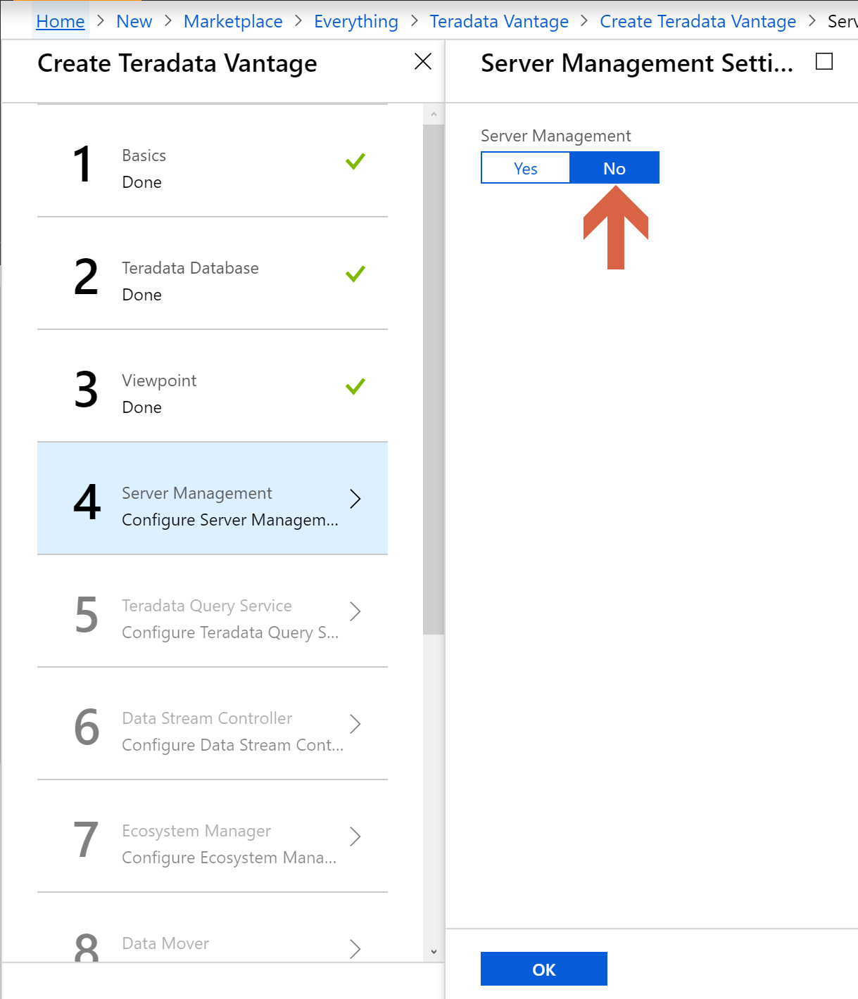 Home > New > Marketplace > Everything > Teradata Vantage > Create Teradata Vantage > Serv
Create Teradata Vantage
Server Management Setti...
1
Basics
Done
2
Teradata Database
Done
3
Viewpoint
Done
4
Server Management
Configure Server Managem...
5
Teradata Query Service
Configure Teradata Query S...
6
Data Stream Controller
Configure Data Stream Cont...
7
Ecosystem Manager
Configure Ecosystem Mana...
8
Data Mover
Server Management
Yes No
OK